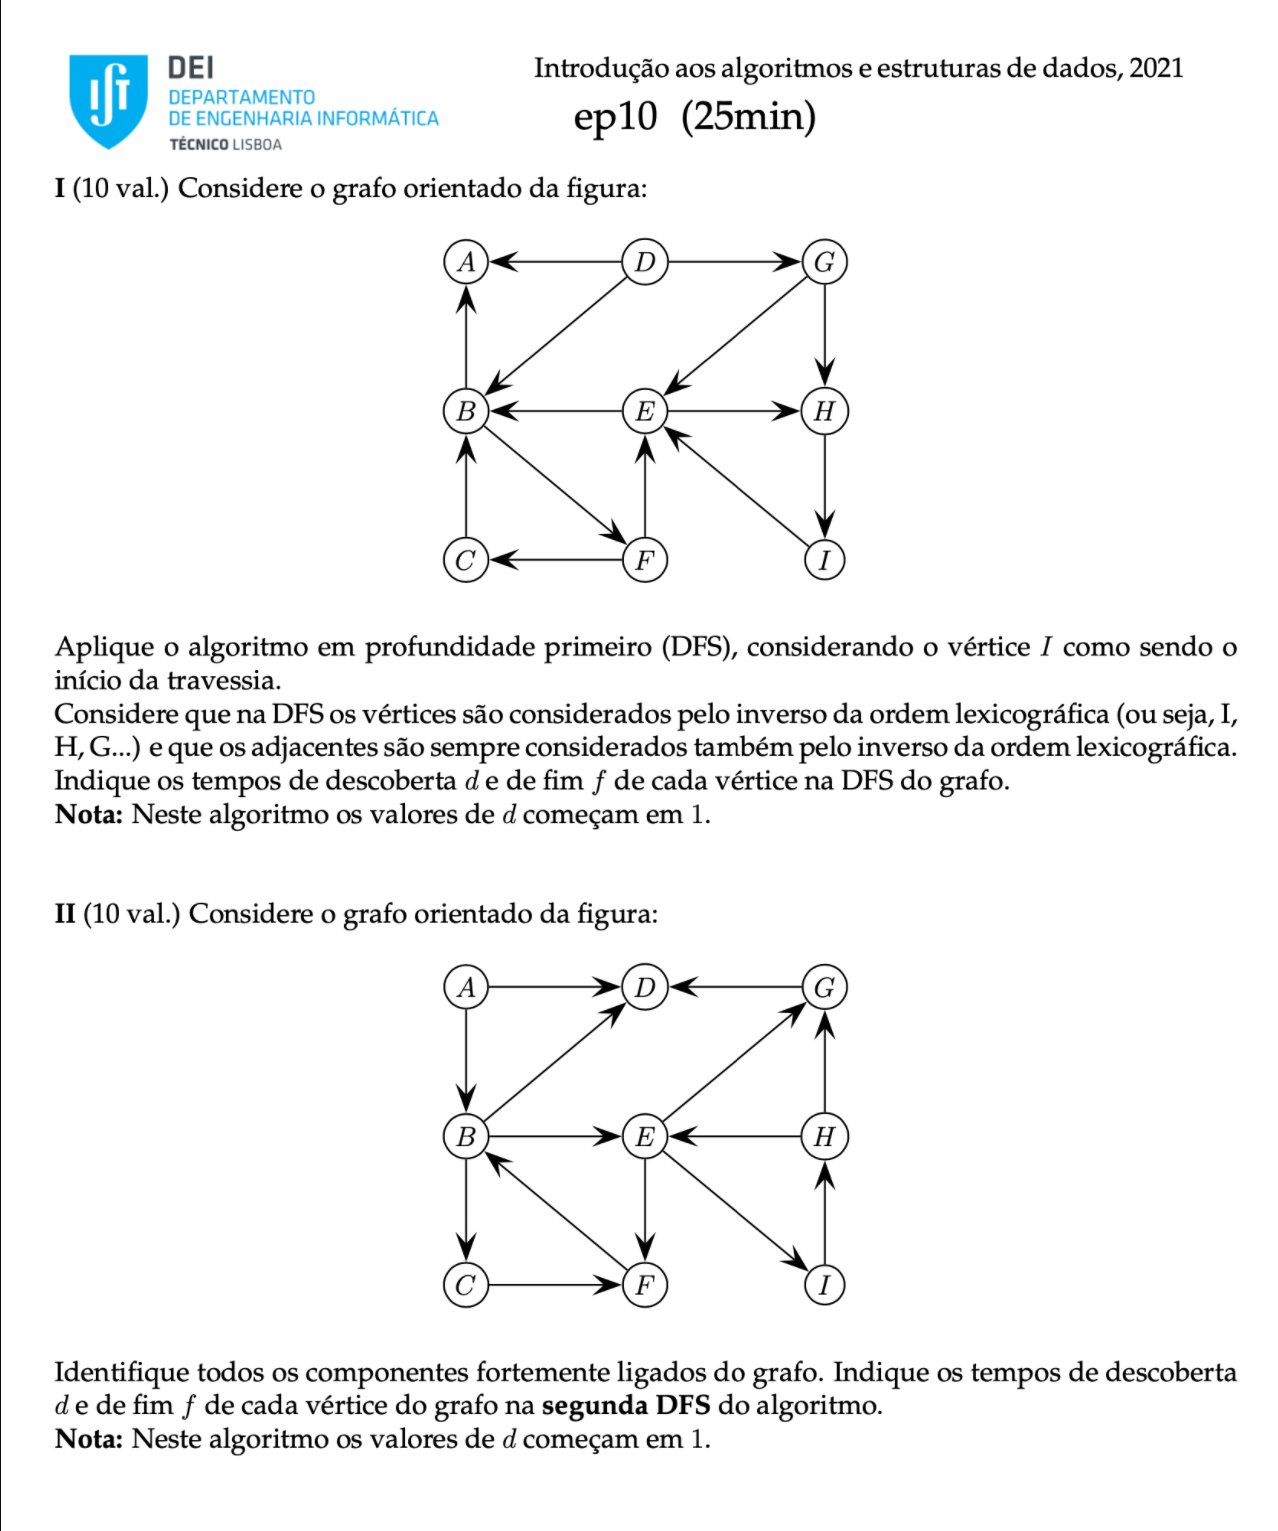 DEI
DEPARTAMENTO
DE ENGENHARIA INFORMÁTICA
TÉCNICO LISBOA
Introdução aos algoritmos e estruturas de dados, 2021
ep10 (25min)
I (10 val.) Considere o grafo orientado da figura:
A D G
B E H
C F I
Aplique o algoritmo em profundidade primeiro (DFS), considerando o vértice I como sendo o
início da travessia.
Considere que na DFS os vértices são considerados pelo inverso da ordem lexicográfica (ou seja, I,
H, G...) e que os adjacentes são sempre considerados também pelo inverso da ordem lexicográfica.
Indique os tempos de descoberta d e de fim f de cada vértice na DFS do grafo.
Nota: Neste algoritmo os valores de d começam em 1.
II (10 val.) Considere o grafo orientado da figura:
A D G
B E H
C F I
Identifique todos os componentes fortemente ligados do grafo. Indique os tempos de descoberta
d e de fim f de cada vértice do grafo na segunda DFS do algoritmo.
Nota: Neste algoritmo os valores de d começam em 1.